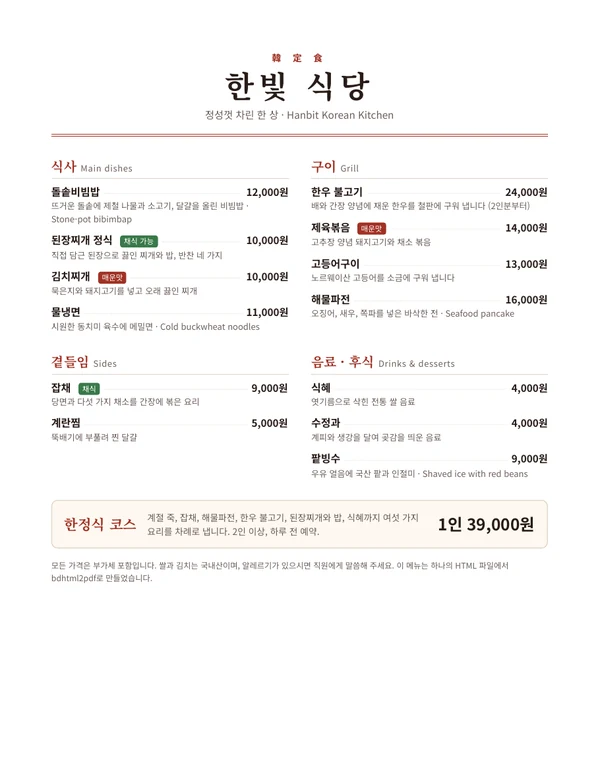 韓 定 食
한빛 식당
정성껏 차린 한 상 · Hanbit Korean Kitchen
식사 Main dishes
돌솥비빔밥 12,000원
뜨거운 돌솥에 제철 나물과 소고기, 달걀을 올린 비빔밥 ·
Stone-pot bibimbap
된장찌개 정식 채식 가능 10,000원
직접 담근 된장으로 끓인 찌개와 밥, 반찬 네 가지
김치찌개 매운맛 10,000원
묵은지와 돼지고기를 넣고 오래 끓인 찌개
물냉면 11,000원
시원한 동치미 육수에 메밀면 · Cold buckwheat noodles
구이 Grill
한우 불고기 24,000원
배와 간장 양념에 재운 한우를 철판에 구워 냅니다 (2인분부터)
제육볶음 매운맛 14,000원
고추장 양념 돼지고기와 채소 볶음
고등어구이 13,000원
노르웨이산 고등어를 소금에 구워 냅니다
해물파전 16,000원
오징어, 새우, 쪽파를 넣은 바삭한 전 · Seafood pancake
곁들임 Sides
잡채 채식 9,000원
당면과 다섯 가지 채소를 간장에 볶은 요리
계란찜 5,000원
뚝배기에 부풀려 찐 달걀
음료 · 후식 Drinks & desserts
식혜 4,000원
엿기름으로 삭힌 전통 쌀 음료
수정과 4,000원
계피와 생강을 달여 곶감을 띄운 음료
팥빙수 9,000원
우유 얼음에 국산 팥과 인절미 · Shaved ice with red beans
한정식 코스
계절 죽, 잡채, 해물파전, 한우 불고기, 된장찌개와 밥, 식혜까지 여섯 가지
요리를 차례로 냅니다. 2인 이상, 하루 전 예약.
1인 39,000원
모든 가격은 부가세 포함입니다. 쌀과 김치는 국내산이며, 알레르기가 있으시면 직원에게 말씀해 주세요. 이 메뉴는 하나의 HTML 파일에서
bdhtml2pdf로 만들었습니다.